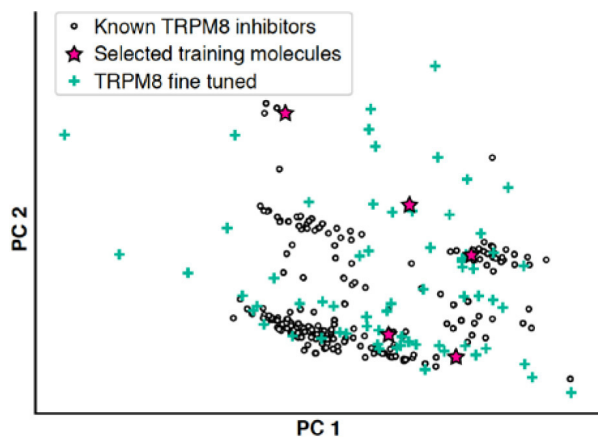 Known TRPM8 inhibitors
Selected training molecules
TRPM8 fine tuned
PC 2
PC 1